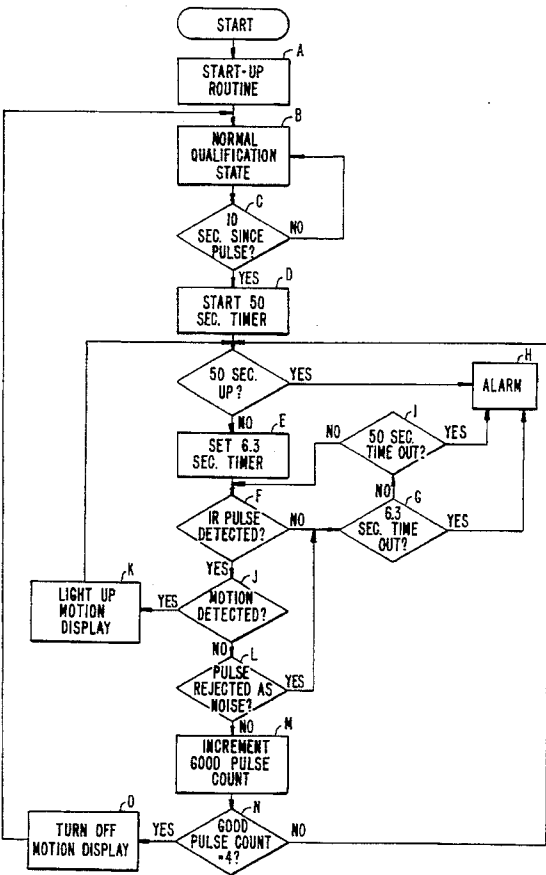 START
A
START-UP
ROUTINE
B
NORMAL
QUALIFICATION
STATE
C
10
SEC. SINCE
PULSE?
NO
YES
D
START 50
SEC. TIMER
50 SEC.
UP?
YES
H
ALARM
NO
E
SET 6.3
SEC. TIMER
I
50 SEC.
TIME OUT?
NO
YES
NO
F
IR PULSE
DETECTED?
NO
G
6.3
SEC. TIME
OUT?
YES
YES
J
MOTION
DETECTED?
YES
K
LIGHT UP
MOTION
DISPLAY
NO
L
PULSE
REJECTED AS
NOISE?
YES
NO
M
INCREMENT
GOOD PULSE
COUNT
N
GOOD
PULSE COUNT
=4?
YES
NO
O
TURN OFF
MOTION DISPLAY